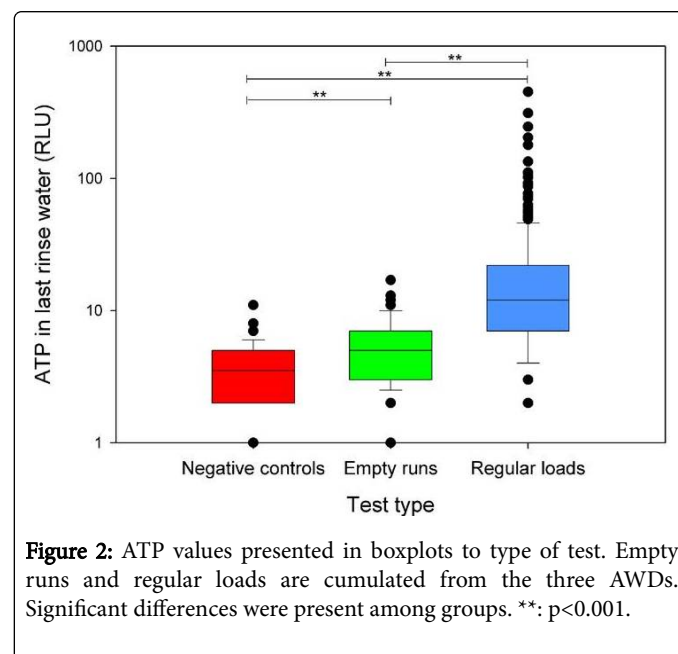 1000
100
10
1
ATP in last rinse water (RLU)
**
**
**
Negative controls Empty runs Regular loads
Test type
Figure 2: ATP values presented in boxplots to type of test. Empty
runs and regular loads are cumulated from the three AWDs.
Significant differences were present among groups. **: p<0.001.